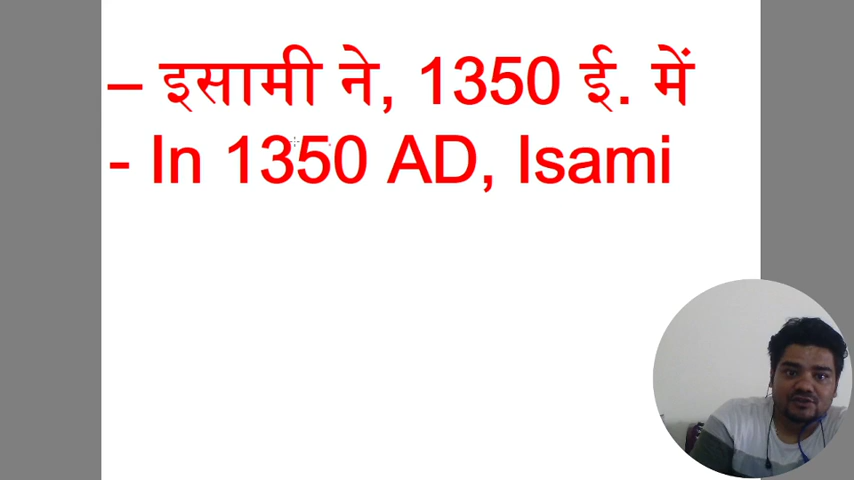 – इसामी ने, 1350 ई. में
- In 1350 AD, Isami